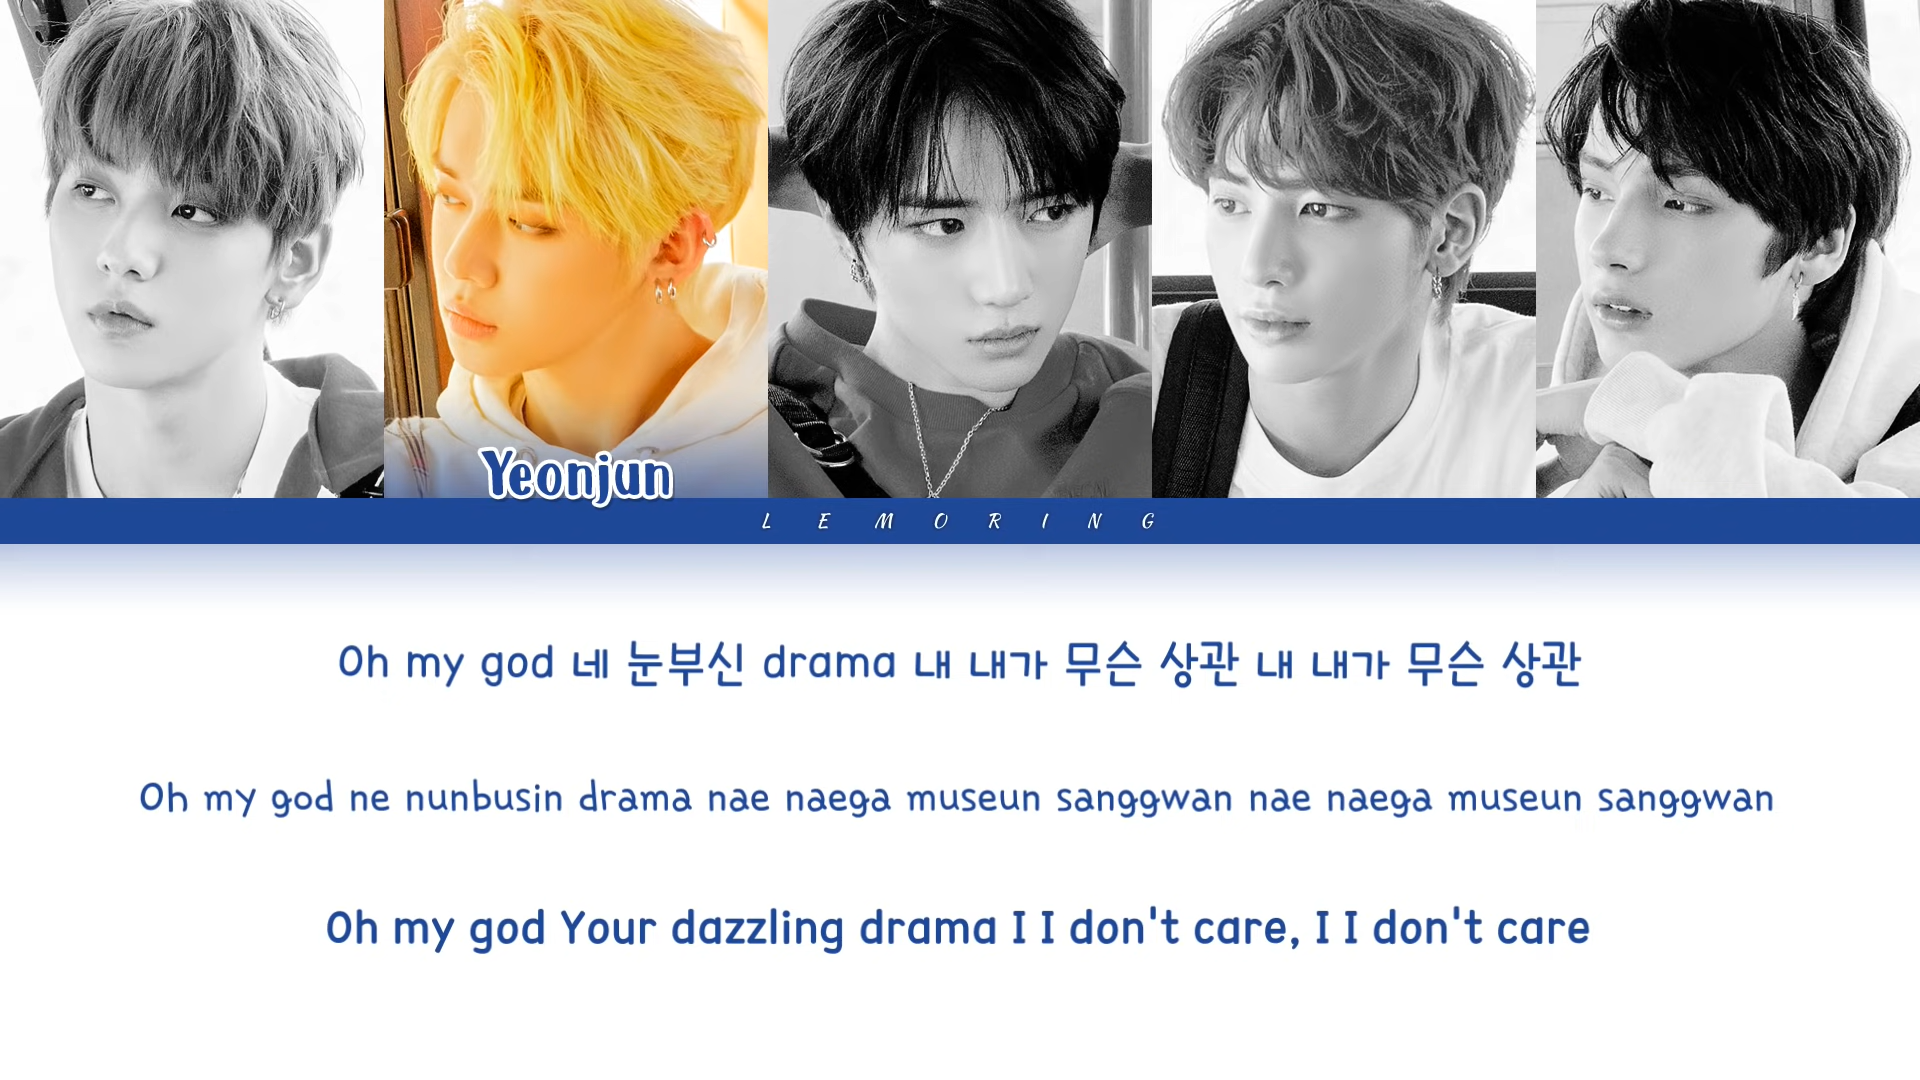 Yeonjun
LEMORING
Oh my god 네 눈부신 drama 내 내가 무슨 상관 내 내가 무슨 상관
Oh my god ne nunbusin drama nae naega museun sanggwan nae naega museun sanggwan
Oh my god Your dazzling drama I I don't care, I I don't care